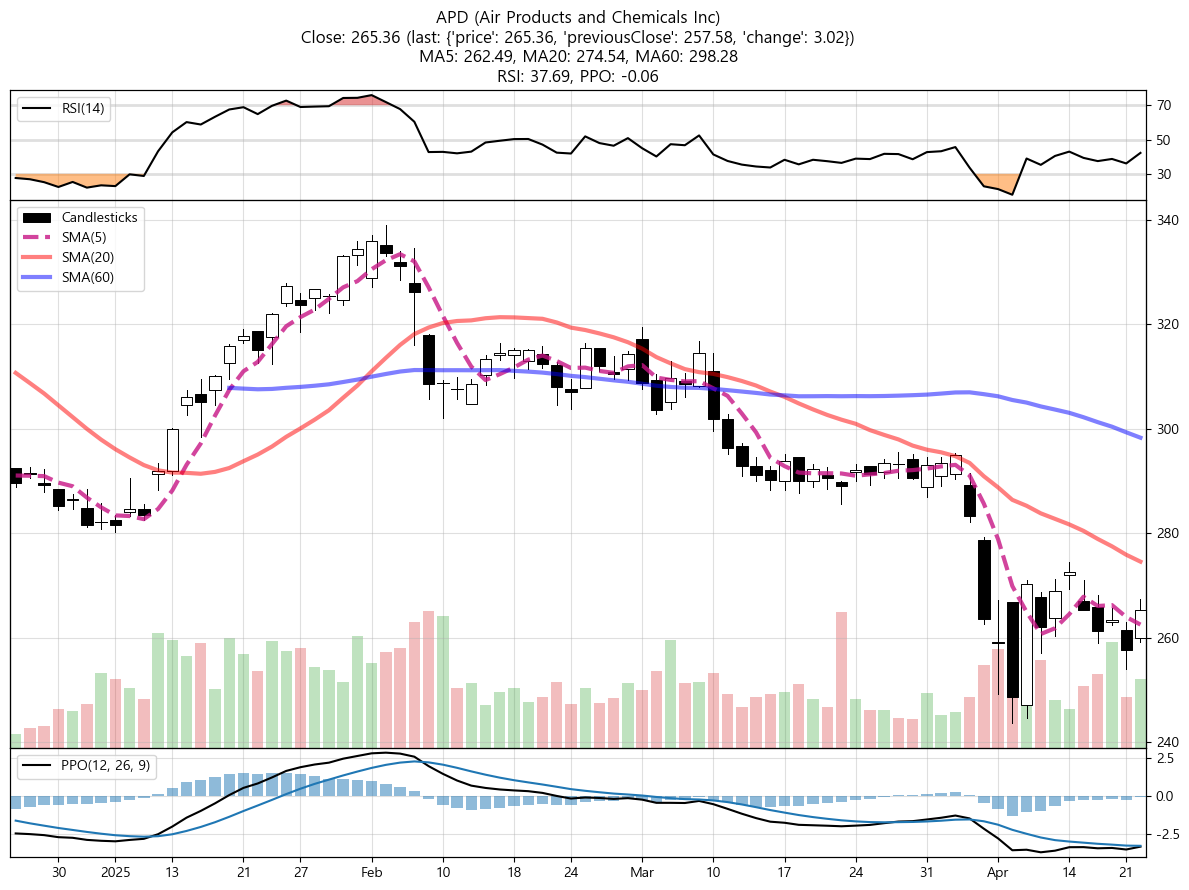 APD (Air Products and Chemicals Inc)
Close: 265.36 (last: {'price': 265.36, 'previousClose': 257.58, 'change': 3.02})
MA5: 262.49, MA20: 274.54, MA60: 298.28
RSI: 37.69, PPO: -0.06
RSI(14)
70
50
30
Candlesticks
SMA(5)
SMA(20)
SMA(60)
340
320
300
280
260
240
PPO(12, 26, 9)
2.5
0.0
-2.5
30 2025 13 21 27 Feb 10 18 24 Mar 10 17 24 31 Apr 14 21